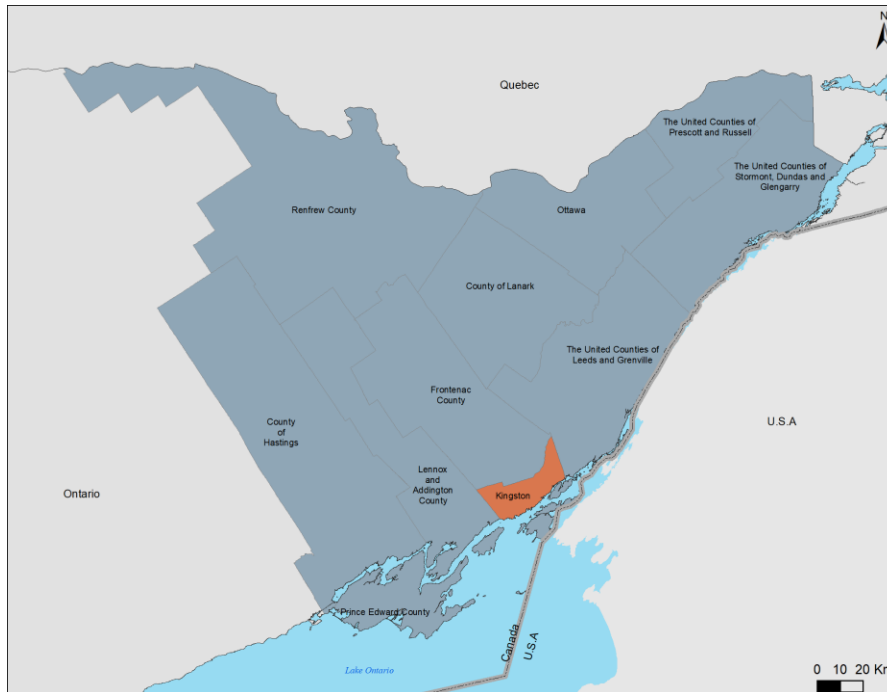 N
Quebec
The United Counties of
Prescott and Russell
The United Counties of
Stormont, Dundas and
Glengarry
Renfrew County
Ottawa
County of Lanark
The United Counties of
Leeds and Grenville
Frontenac
County
U.S.A
County
of
Hastings
Lennox
and
Addington
County
Ontario
Kingston
Prince Edward County
Canada
U.S.A
Lake Ontario
0 10 20 Km